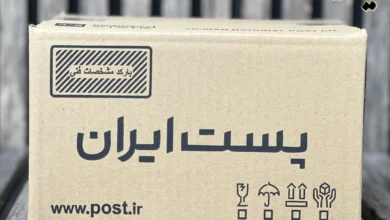 بارکد مشخصات فنی
پست ایران
www.post.ir